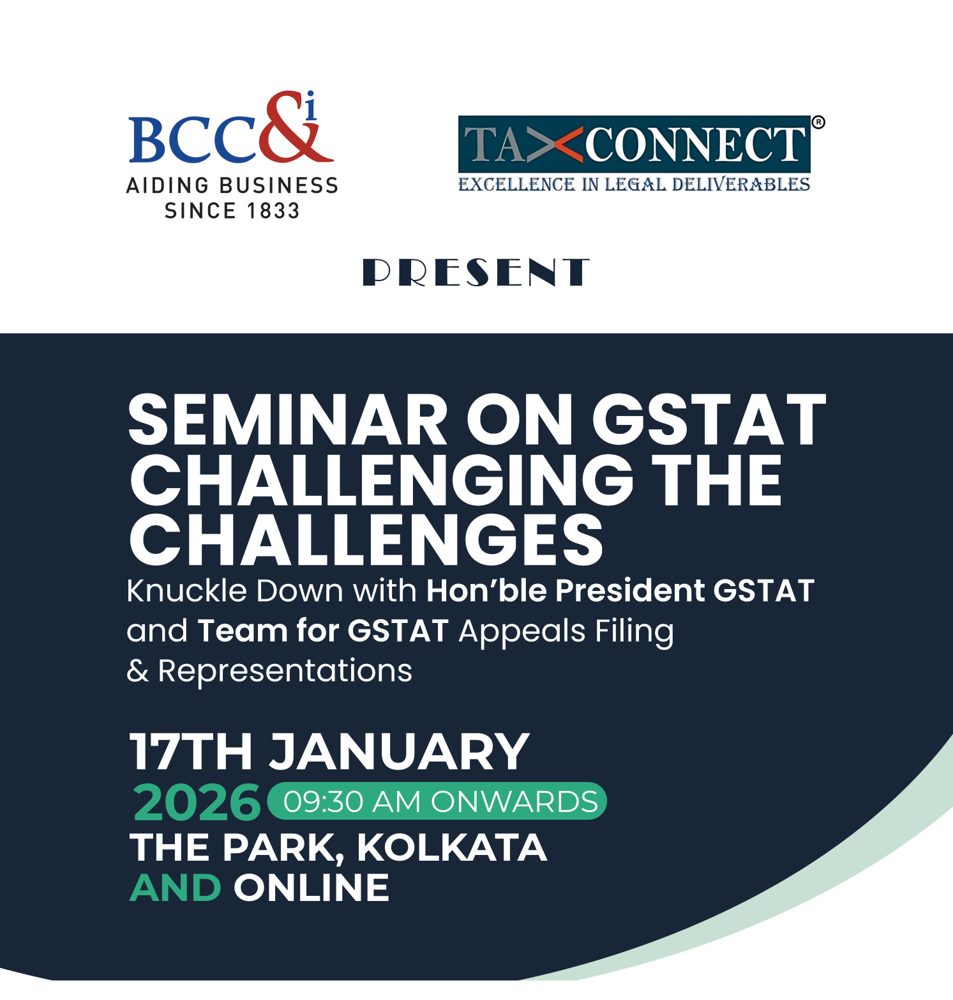 BCC&i
AIDING BUSINESS
SINCE 1833
TAXCONNECT®
EXCELLENCE IN LEGAL DELIVERABLES
PRESENT
SEMINAR ON GSTAT
CHALLENGING THE
CHALLENGES
Knuckle Down with Hon’ble President GSTAT
and Team for GSTAT Appeals Filing
& Representations
17TH JANUARY
2026 09:30 AM ONWARDS
THE PARK, KOLKATA
AND ONLINE